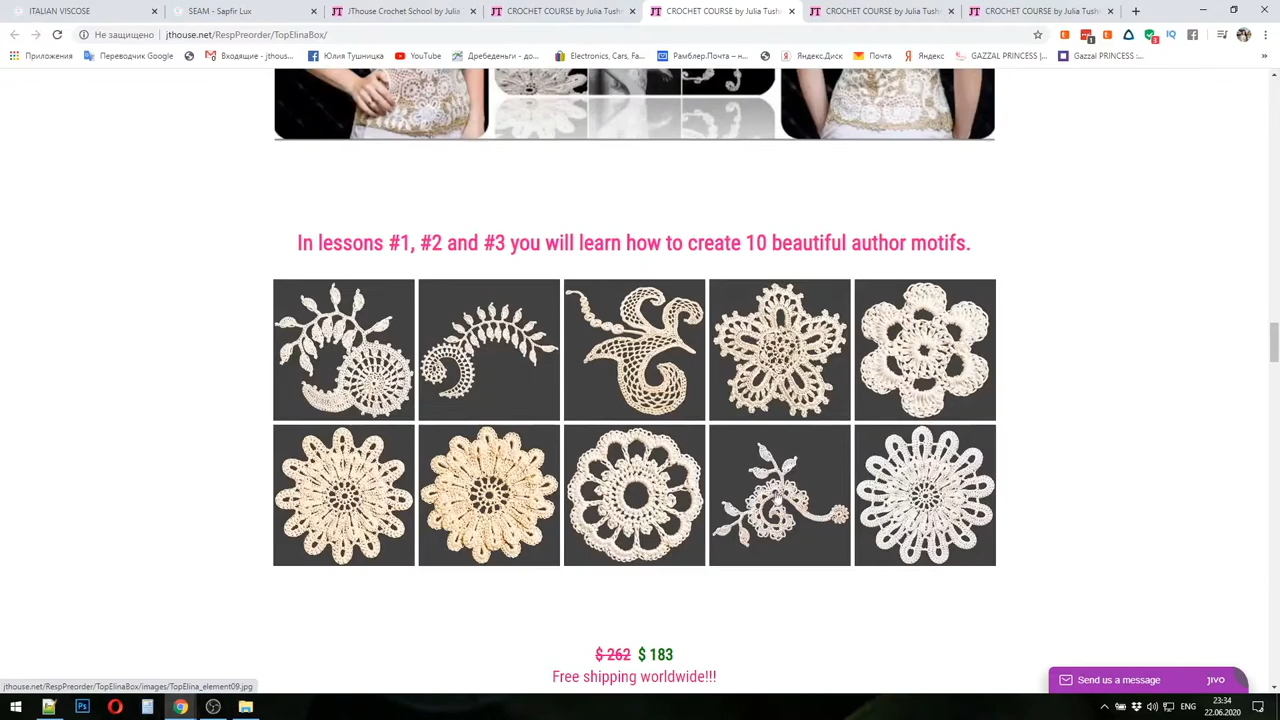 ITALIAN VISCOSE
SEAM - Sapfir Lux
JThouse Crochet School by Julia
CROCHET COURSE by Julia Tush
CROCHET COURSE by Julia Tush
CROCHET COURSE by Julia Tush
CROCHET COURSE by Julia Tush
Не защищено | jthouse.net/RespPreorder/TopElinaBox/
Приложения
Переводчик Google
Входящие - jthous...
Юлия Тушницка
YouTube
Дребеденьги - до...
Electronics, Cars, Fa...
Рамблер.Почта – н...
Яндекс.Диск
Почта
Яндекс
GAZZAL PRINCESS |...
Gazzal PRINCESS :...
»
In lessons #1, #2 and #3 you will learn how to create 10 beautiful author motifs.
$ 262 $ 183
Free shipping worldwide!!!
jthouse.net/RespPreorder/TopElinaBox/images/TopElina_element09.jpg
Send us a message
JIVO
ENG
23:34
22.06.2020